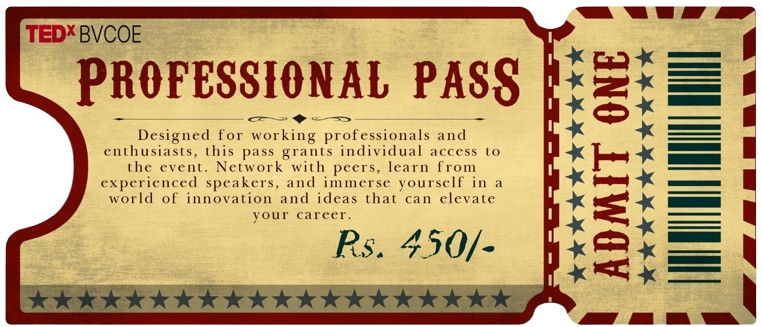 TEDx BVCOE
PROFESSIONAL PASS
Designed for working professionals and
enthusiasts, this pass grants individual access to
the event. Network with peers, learn from
experienced speakers, and immerse yourself in a
world of innovation and ideas that can elevate
your career.
Rs. 450/-
ADMIT ONE